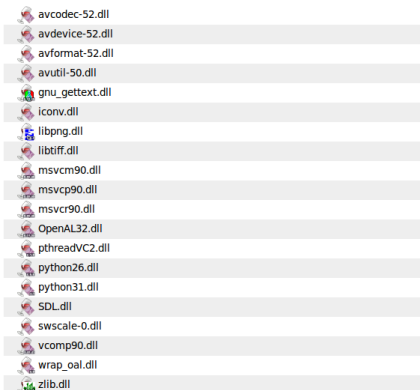 avcodec-52.dll
avdevice-52.dll
avformat-52.dll
avutil-50.dll
gnu_gettext.dll
iconv.dll
libpng.dll
libtiff.dll
msvcm90.dll
msvcp90.dll
msvcr90.dll
OpenAL32.dll
pthreadVC2.dll
python26.dll
python31.dll
SDL.dll
swscale-0.dll
vcomp90.dll
wrap_oal.dll
zlib.dll